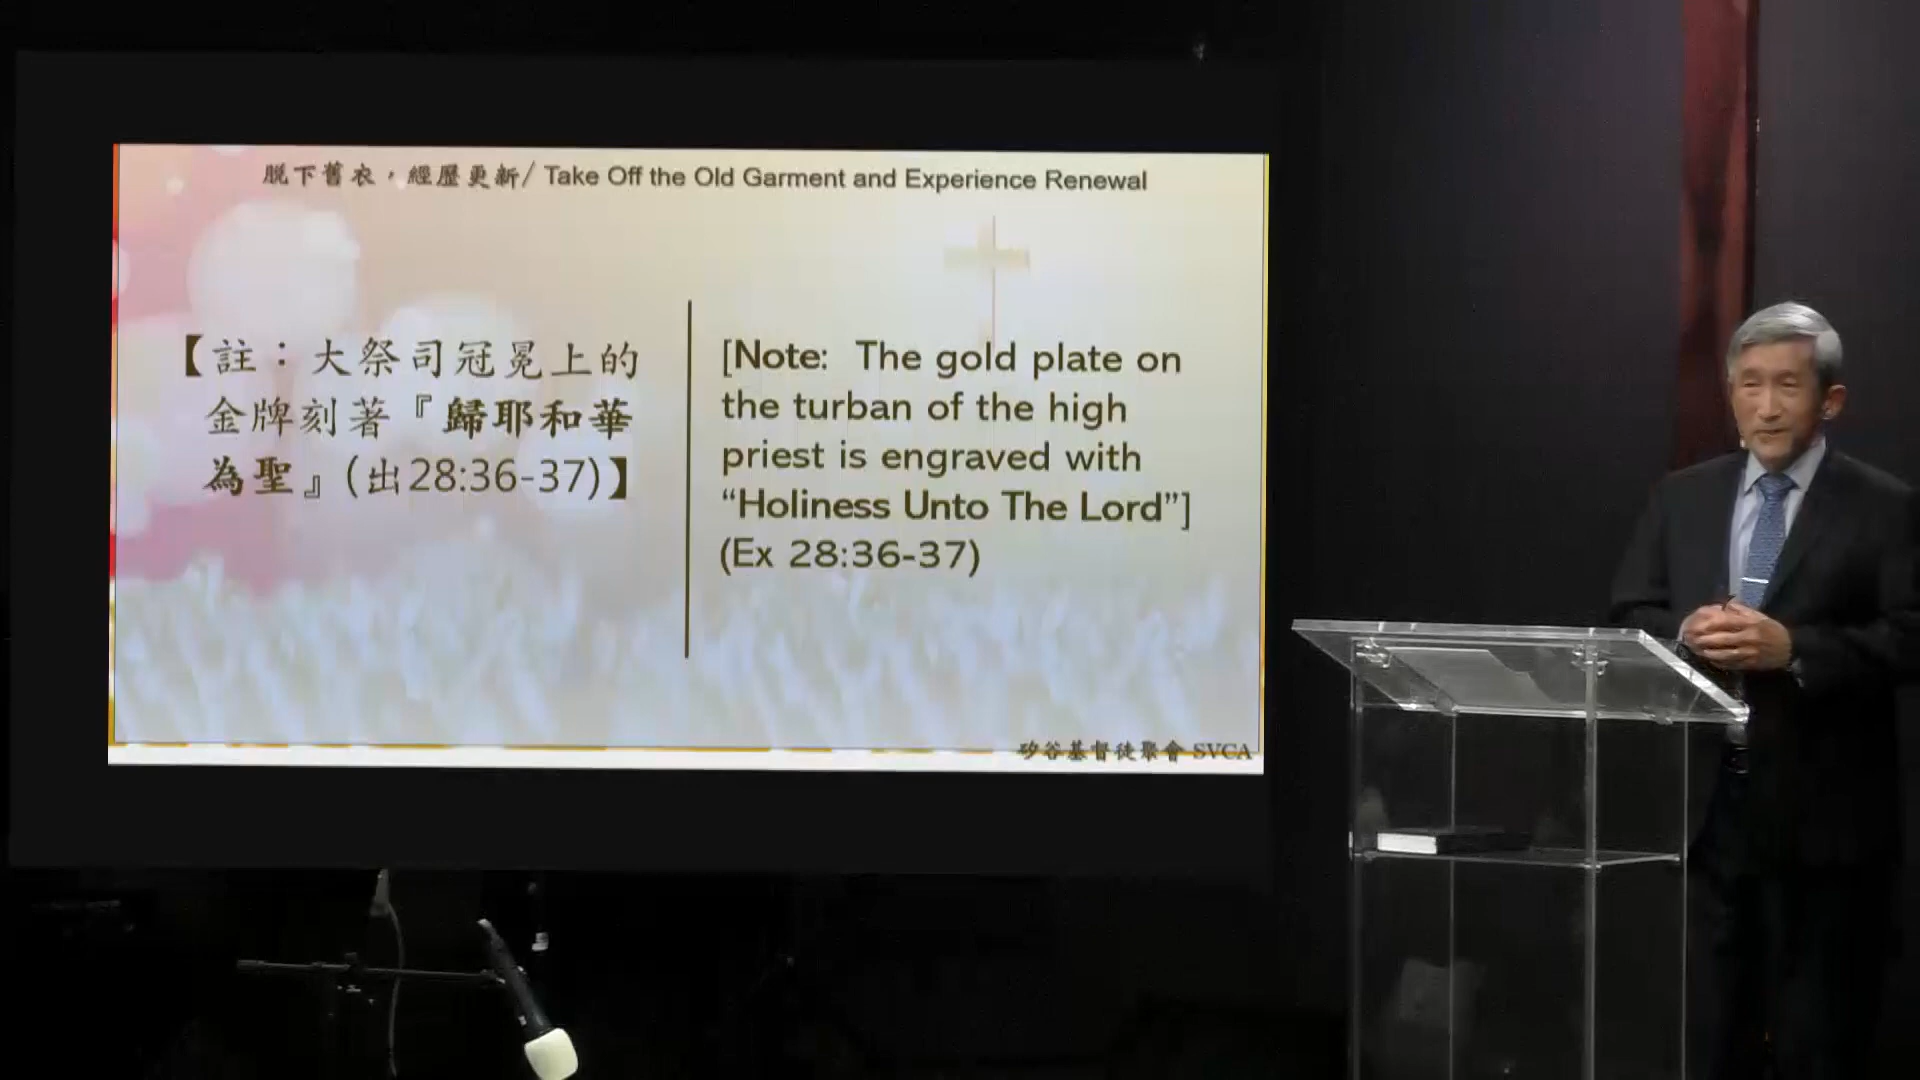 脫下舊衣，經歷更新/ Take Off the Old Garment and Experience Renewal
【註：大祭司冠冕上的
金牌刻著『歸耶和華
為聖』(出28:36-37)】
[Note: The gold plate on
the turban of the high
priest is engraved with
“Holiness Unto The Lord”]
(Ex 28:36-37)
矽谷基督徒聚會 SVCA